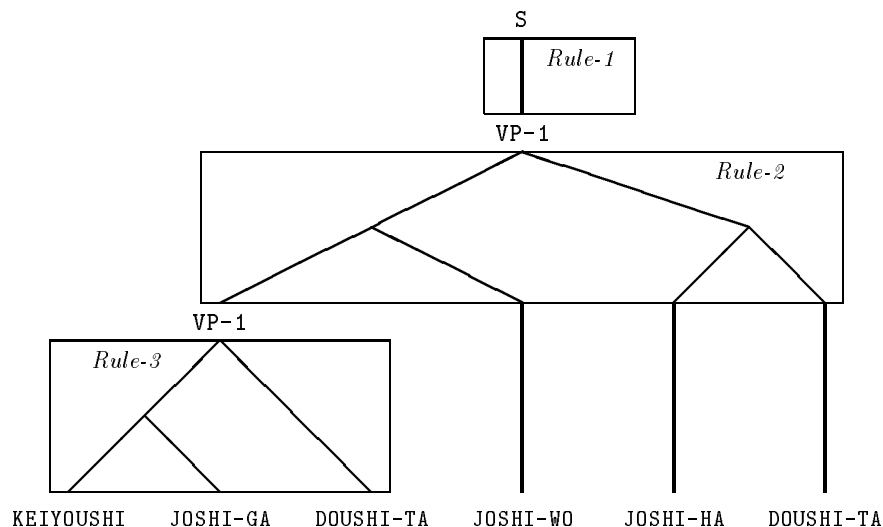 S
Rule-1
VP-1
Rule-2
VP-1
Rule-3
KEIYOUSHI JOSHI-GA DOUSHI-TA JOSHI-WO JOSHI-HA DOUSHI-TA